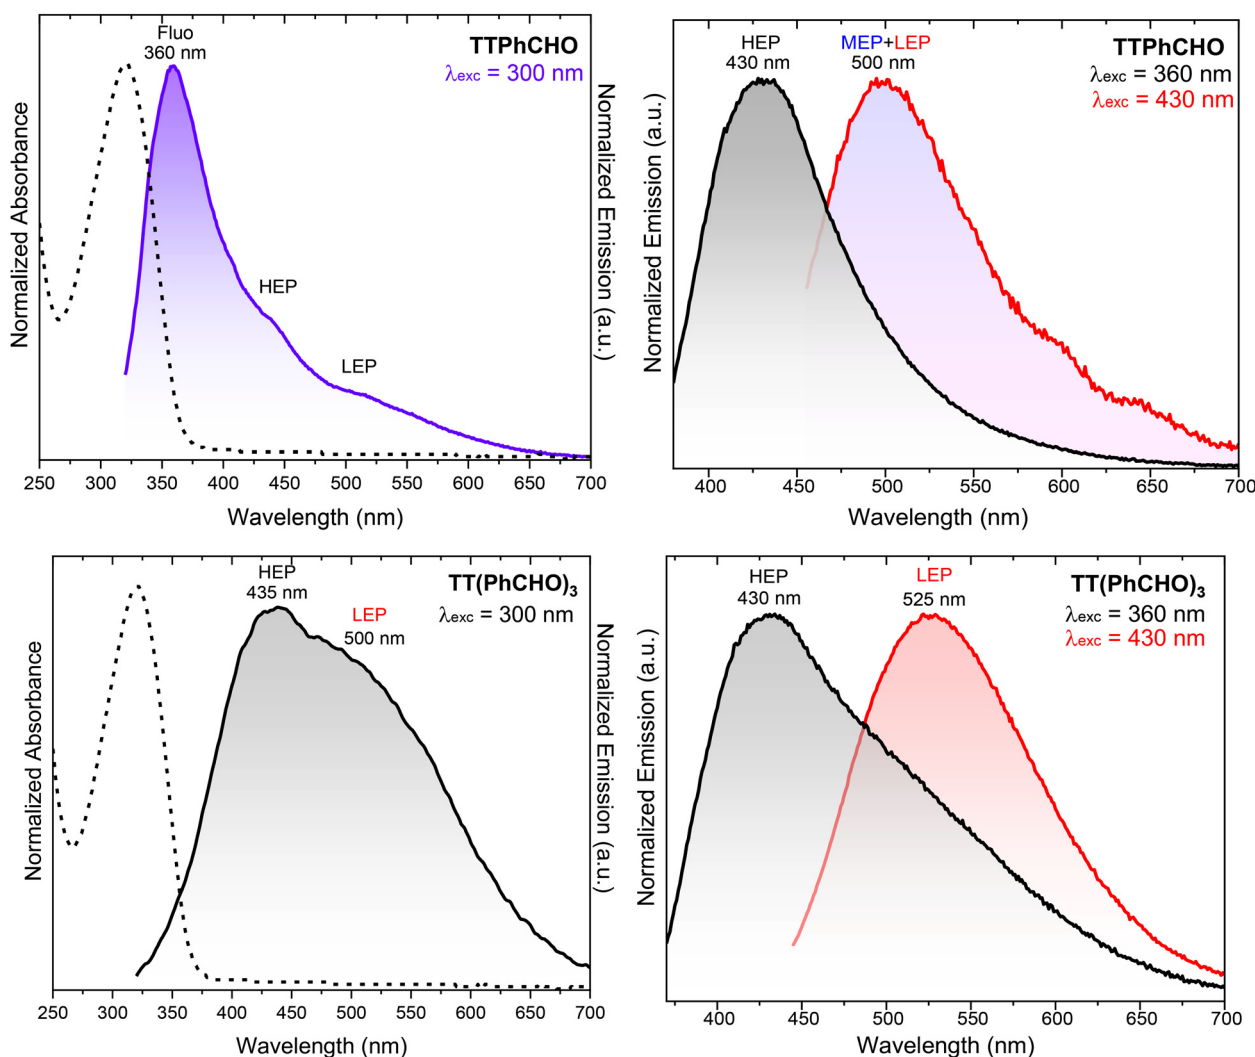 Fluo
360 nm
TTPhCHO
λexc = 300 nm
HEP
LEP
Normalized Absorbance
Normalized Emission (a.u.)
250 300 350 400 450 500 550 600 650 700
Wavelength (nm)
HEP
430 nm
MEP+LEP
500 nm
TTPhCHO
λexc = 360 nm
λexc = 430 nm
Normalized Emission (a.u.)
400 450 500 550 600 650 700
Wavelength (nm)
HEP
435 nm
LEP
500 nm
TT(PhCHO)3
λexc = 300 nm
Normalized Absorbance
Normalized Emission (a.u.)
250 300 350 400 450 500 550 600 650 700
Wavelength (nm)
HEP
430 nm
LEP
525 nm
TT(PhCHO)3
λexc = 360 nm
λexc = 430 nm
Normalized Emission (a.u.)
400 450 500 550 600 650 700
Wavelength (nm)